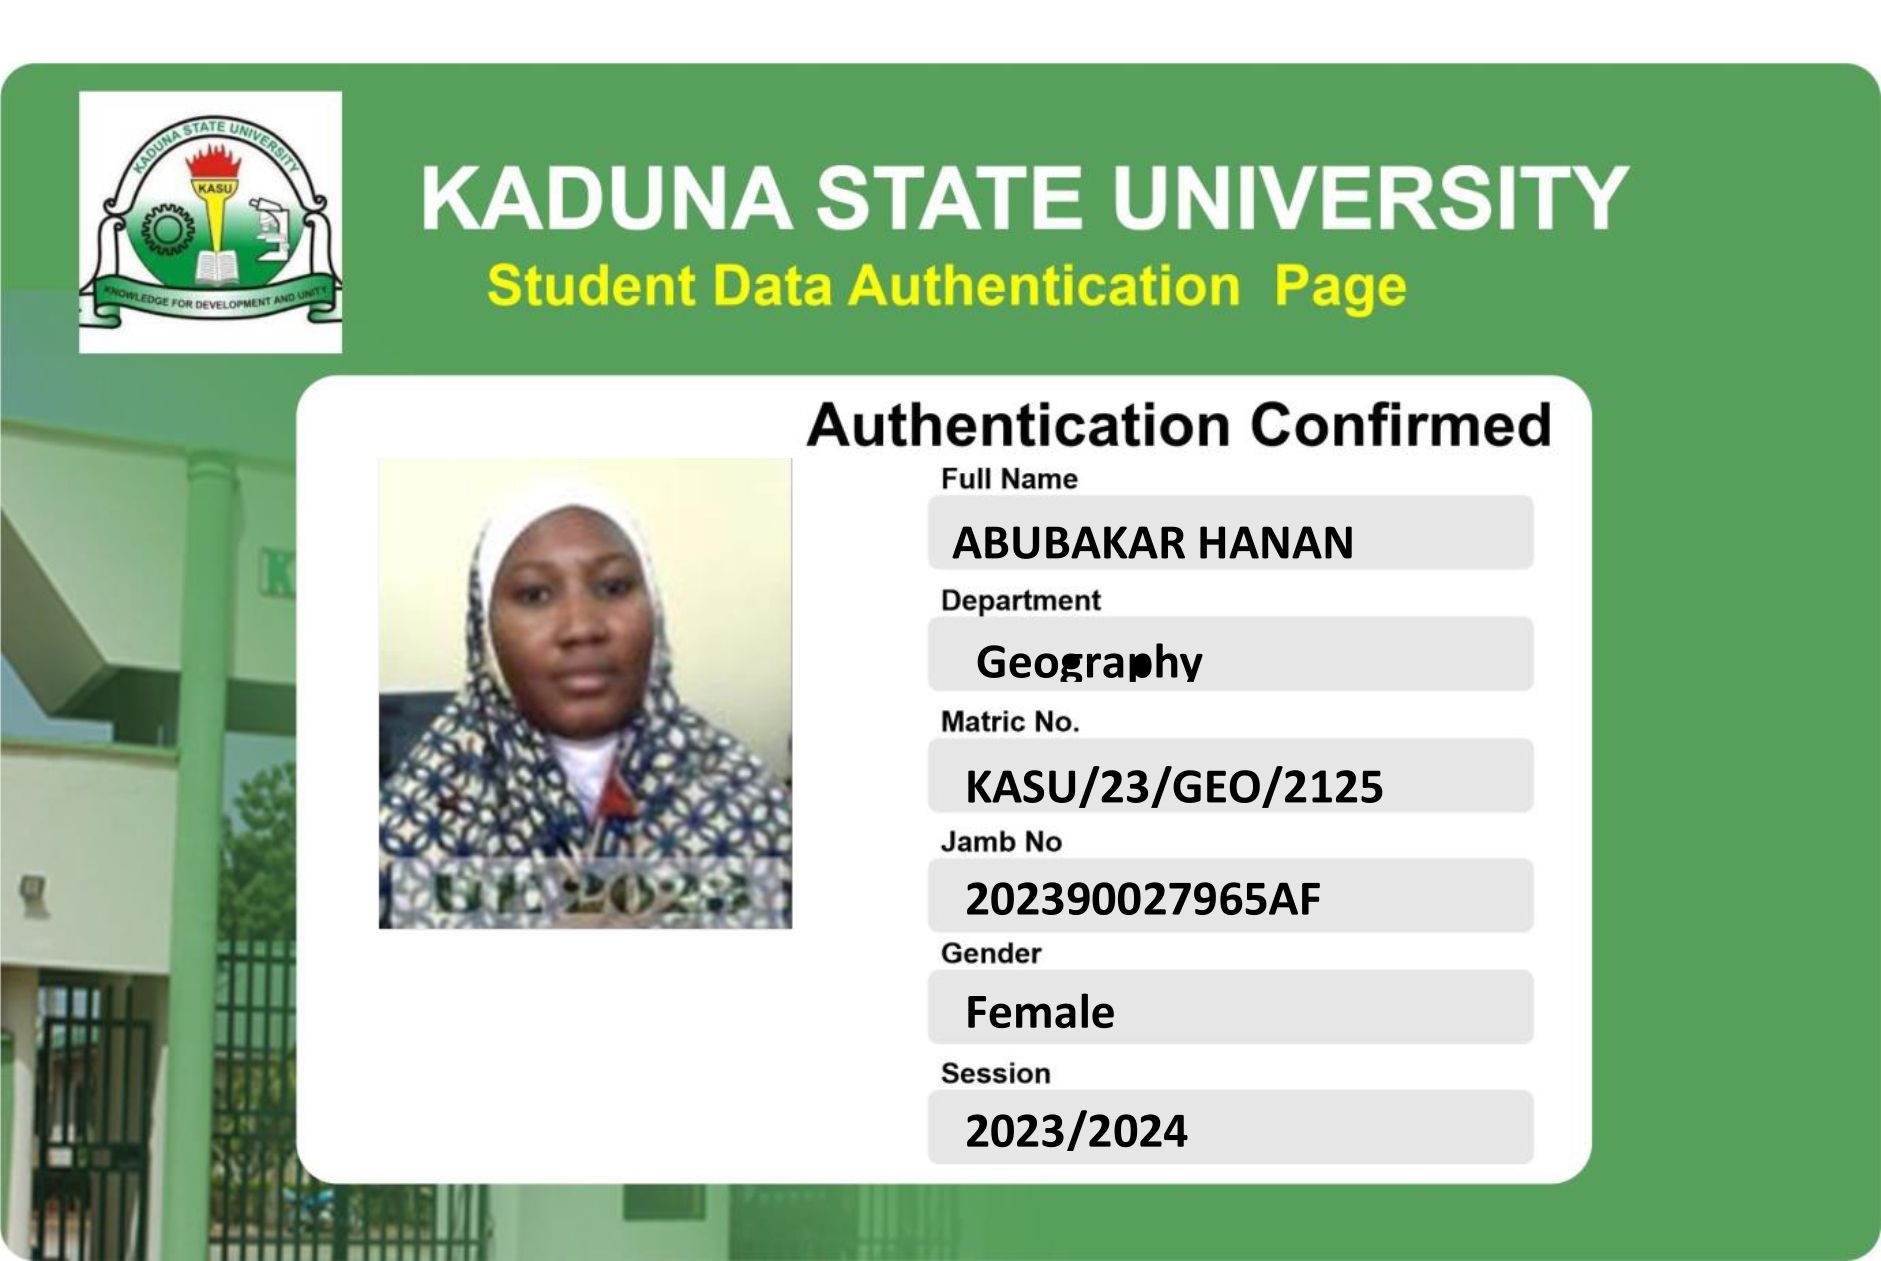 KADUNA STATE UNIVERSITY
KASU
KNOWLEDGE FOR DEVELOPMENT AND UNITY
KADUNA STATE UNIVERSITY
Student Data Authentication Page
Authentication Confirmed
Full Name
ABUBAKAR HANAN
Department
Geography
Matric No.
KASU/23/GEO/2125
Jamb No
202390027965AF
Gender
Female
Session
2023/2024
K